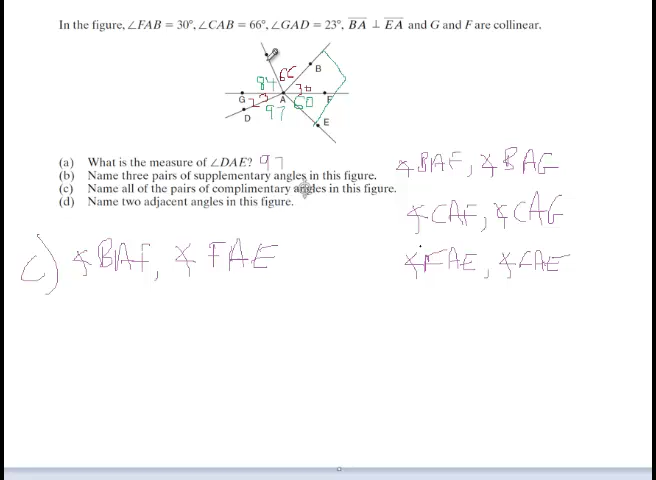 In the figure, ∠FAB = 30°, ∠CAB = 66°, ∠GAD = 23°, BA ⊥ EA and G and F are collinear.
66
B
84
30
G
23
A
60
F
D
97
E
(a) What is the measure of ∠DAE? 97
(b) Name three pairs of supplementary angles in this figure.
(c) Name all of the pairs of complimentary angles in this figure.
(d) Name two adjacent angles in this figure.
∡BAF, ∡BAG
∡CAF, ∡CAG
∡FAE,
c) ∡BAF, ∡FAE